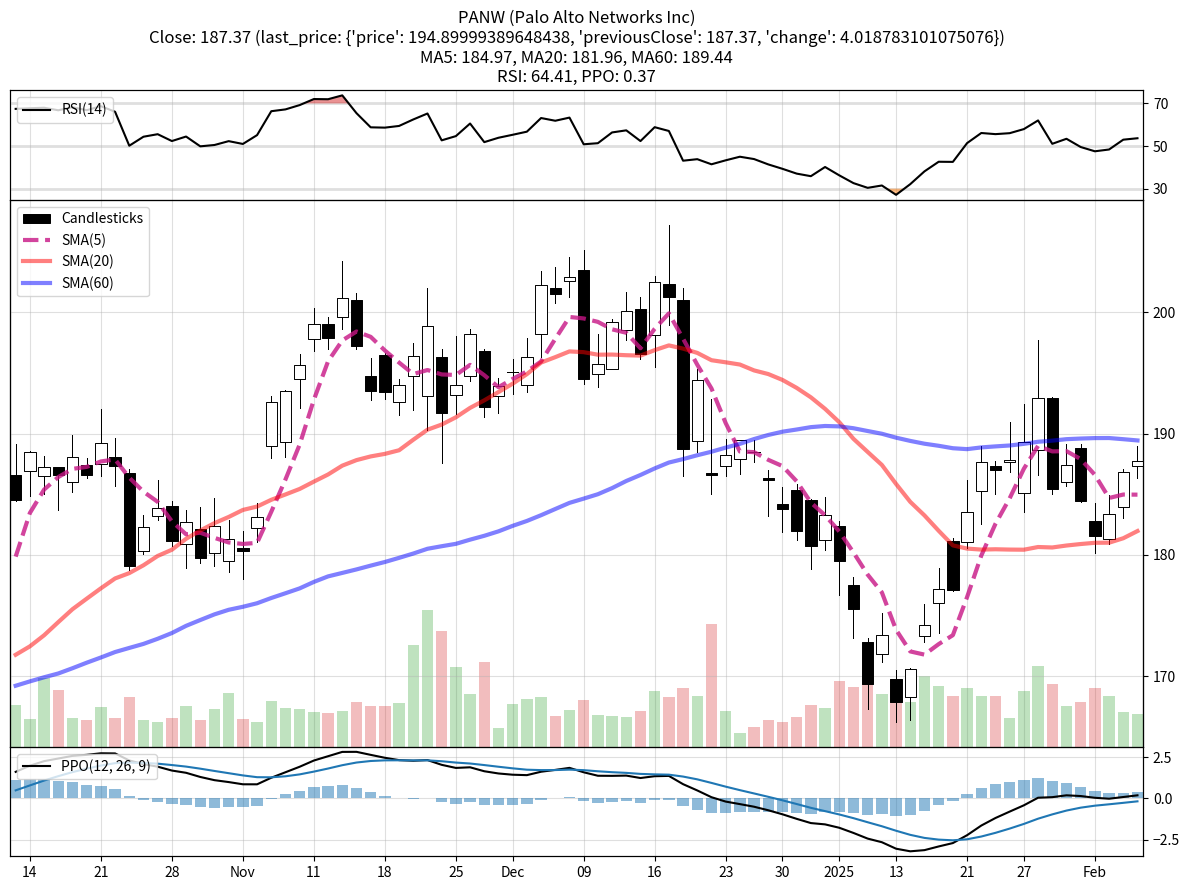 PANW (Palo Alto Networks Inc)
Close: 187.37 (last_price: {'price': 194.89999389648438, 'previousClose': 187.37, 'change': 4.018783101075076})
MA5: 184.97, MA20: 181.96, MA60: 189.44
RSI: 64.41, PPO: 0.37
RSI(14)
70
50
30
Candlesticks
SMA(5)
SMA(20)
SMA(60)
200
190
180
170
PPO(12, 26, 9)
2.5
0.0
−2.5
14 21 28 Nov 11 18 25 Dec 09 16 23 30 2025 13 21 27 Feb